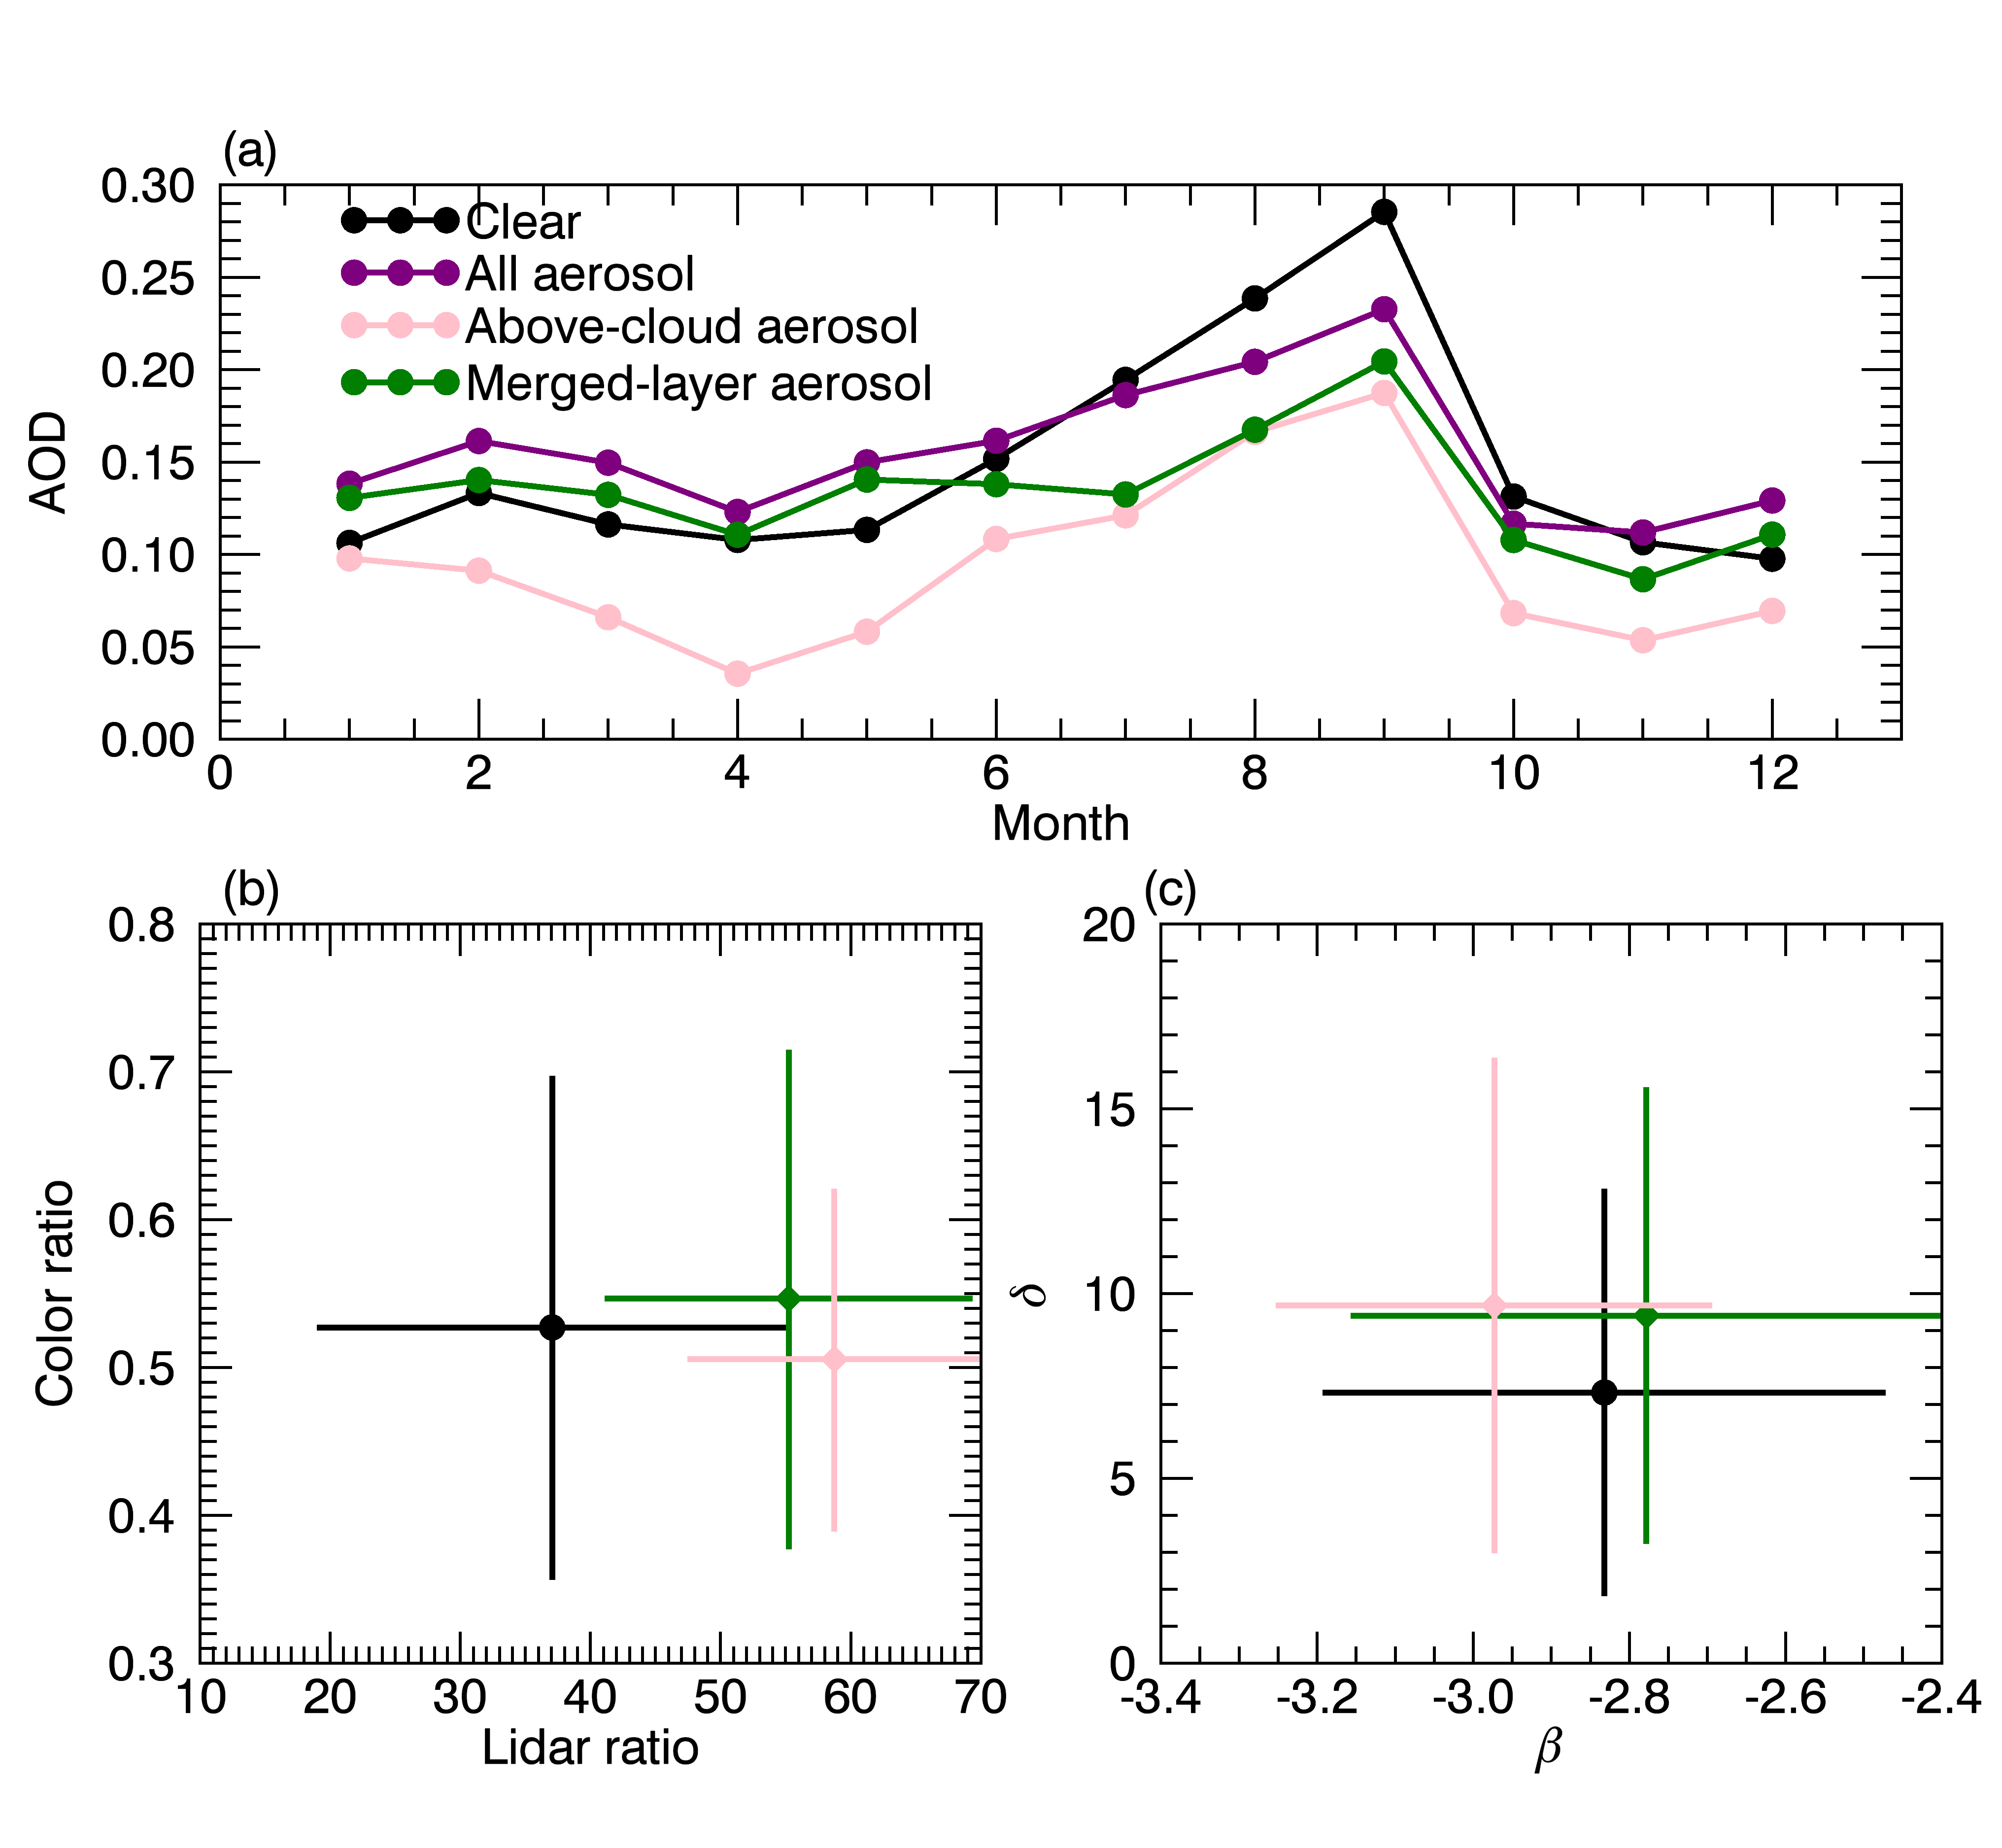 (a)
0.30
0.25
0.20
0.15
0.10
0.05
0.00
AOD
Clear
All aerosol
Above-cloud aerosol
Merged-layer aerosol
0 2 4 6 8 10 12
Month
(b)
0.8
0.7
0.6
0.5
0.4
0.3
Color ratio
10 20 30 40 50 60 70
Lidar ratio
(c)
20
15
10
5
0
δ
-3.4 -3.2 -3.0 -2.8 -2.6 -2.4
β